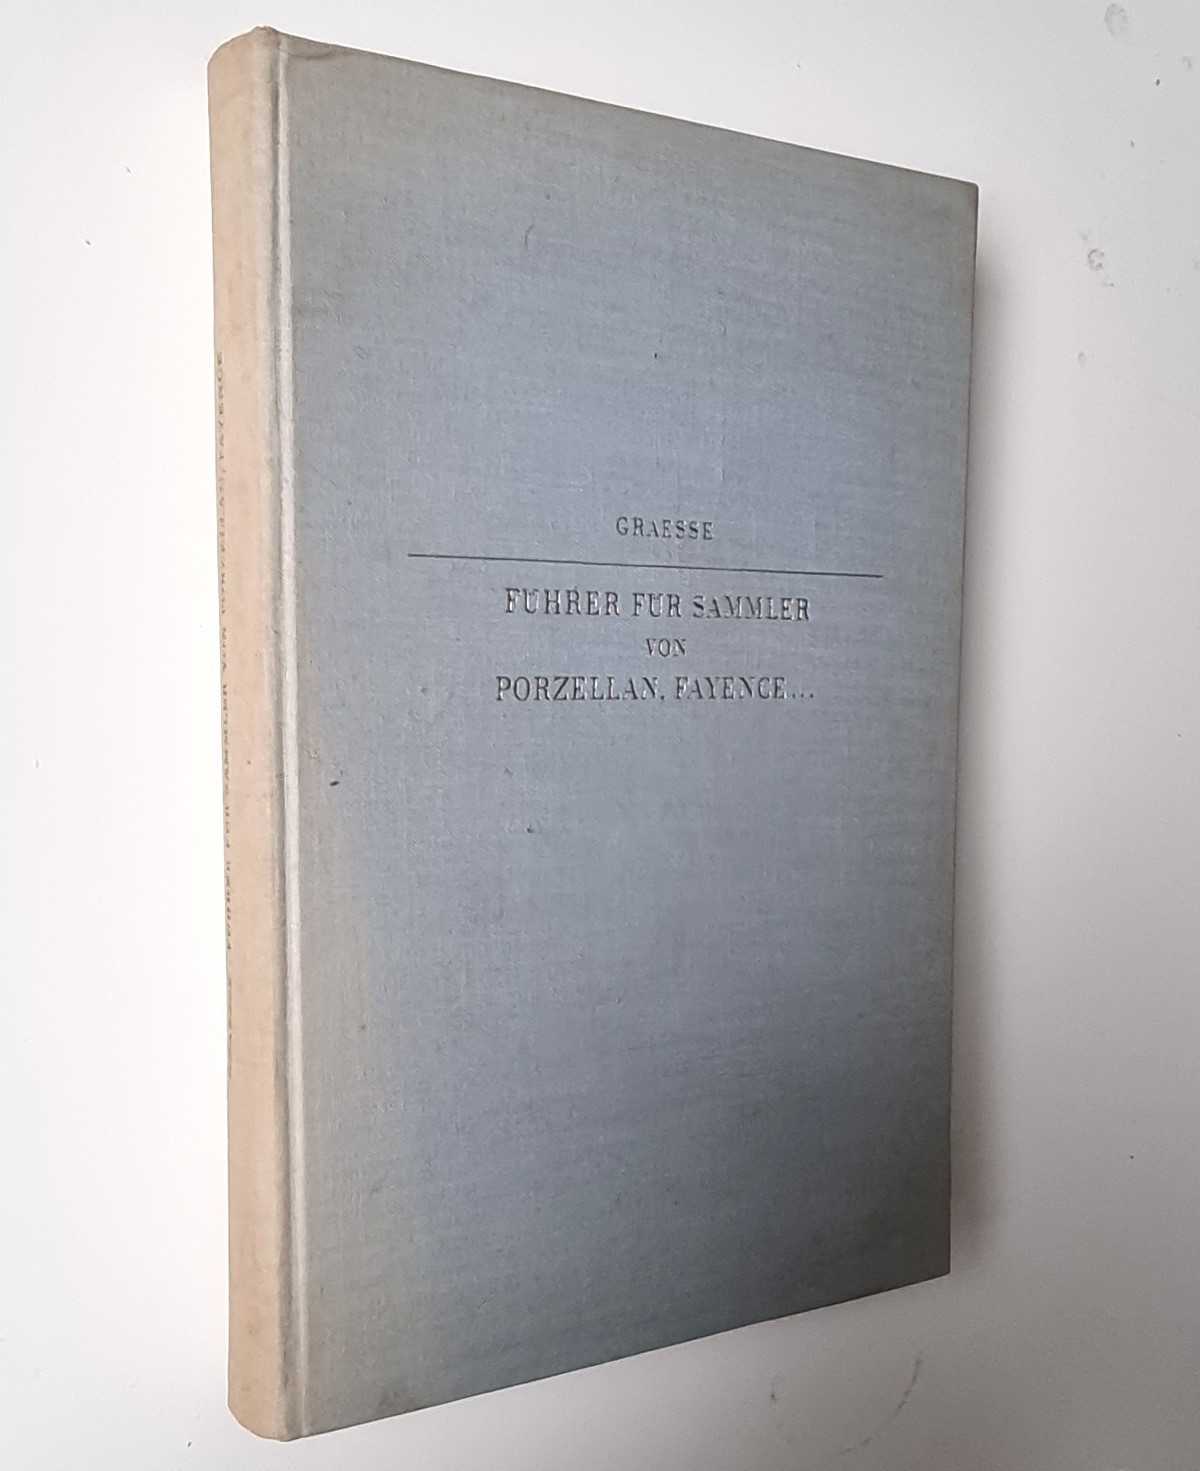 GRAESSE
FÜHRER FÜR SAMMLER
VON
PORZELLAN, FAYENCE...
FÜHRER FÜR SAMMLER VON PORZELLAN, FAYENCE